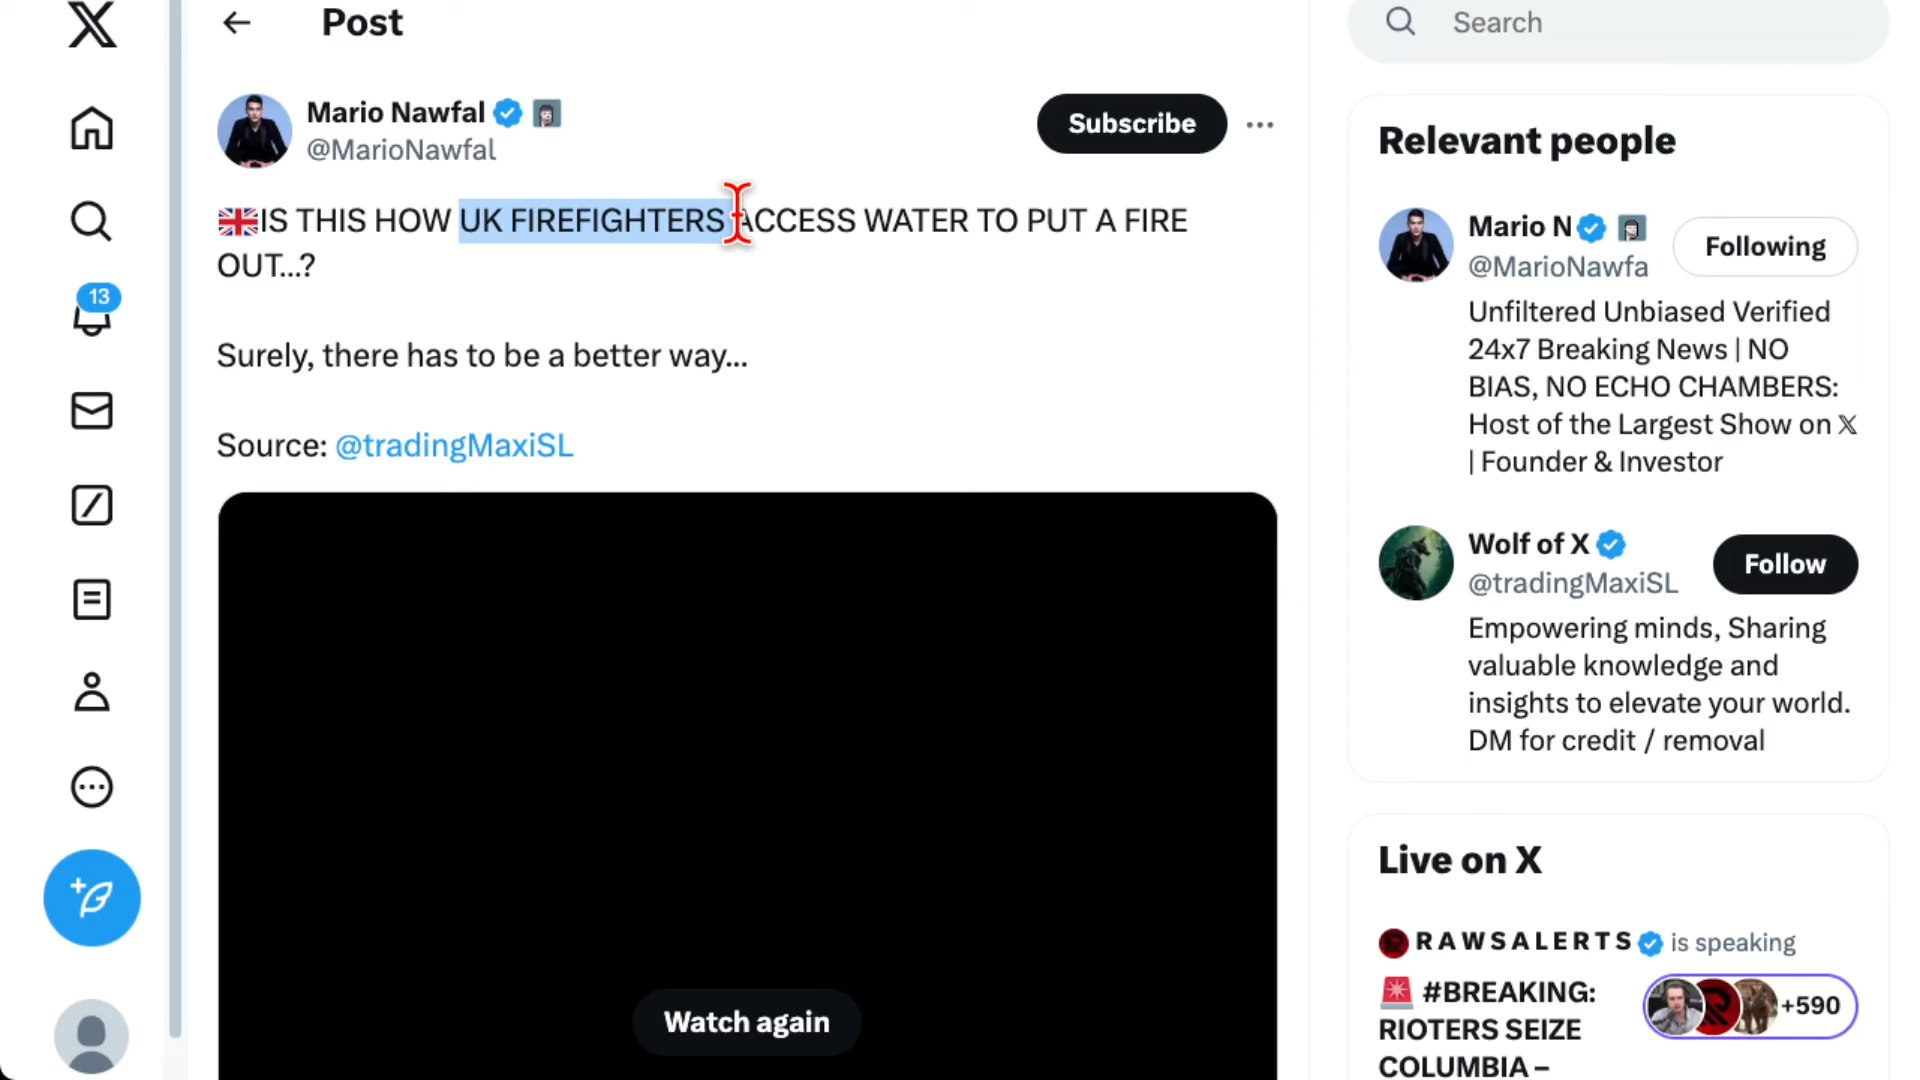 Post
Search
Mario Nawfal
@MarioNawfal
Subscribe
🇬🇧IS THIS HOW UK FIREFIGHTERS ACCESS WATER TO PUT A FIRE
OUT...?
Surely, there has to be a better way...
Source: @tradingMaxiSL
Watch again
13
Relevant people
Mario N
@MarioNawfa
Following
Unfiltered Unbiased Verified
24x7 Breaking News | NO
BIAS, NO ECHO CHAMBERS:
Host of the Largest Show on 𝕏
| Founder & Investor
Wolf of X
@tradingMaxiSL
Follow
Empowering minds, Sharing
valuable knowledge and
insights to elevate your world.
DM for credit / removal
Live on X
RAWSALERTS is speaking
🚨 #BREAKING:
RIOTERS SEIZE
COLUMBIA –
+590